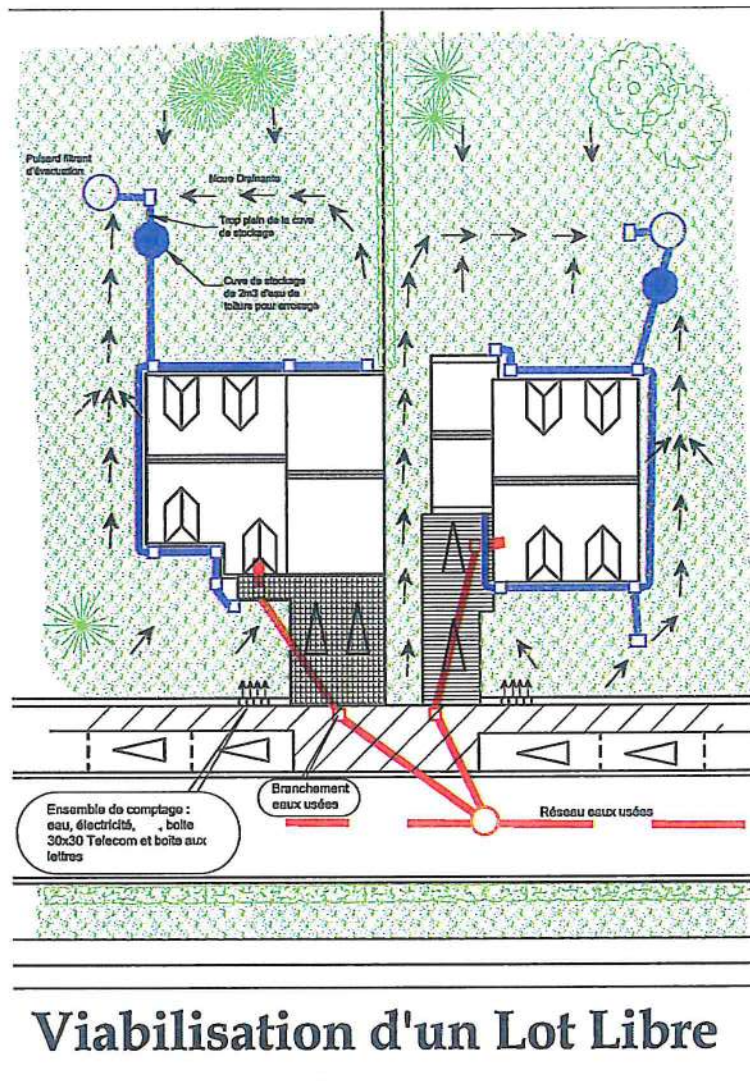 Puisard filtrant
d'évacuation
Noue Drainante
Trop plein de la cuve
de stockage
Cuve de stockage
de 2m3 d'eau de
toiture pour arrosage
Ensemble de comptage :
eau, électricité, , boite
30x30 Telecom et boite aux
lettres
Branchement
eaux usées
Réseau eaux usées
Viabilisation d'un Lot Libre